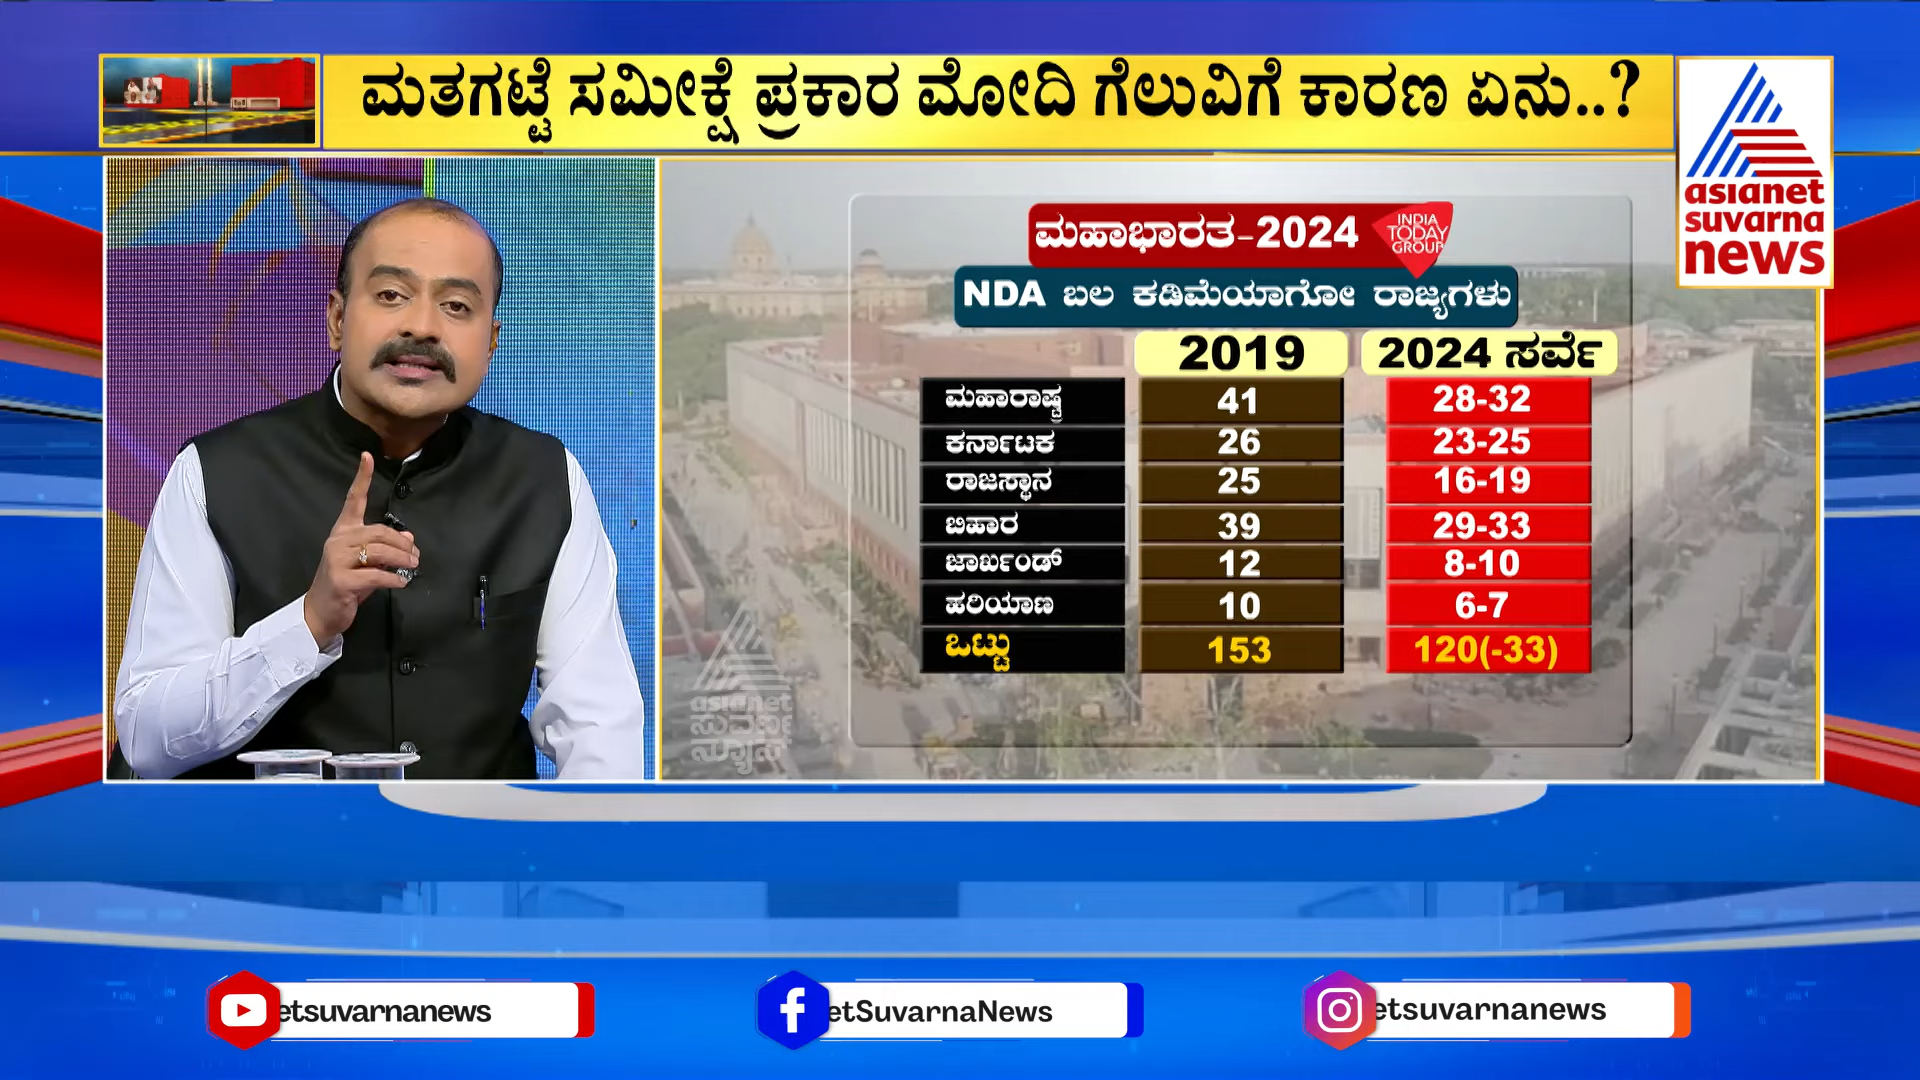 ಮತಗಟ್ಟೆ ಸಮೀಕ್ಷೆ ಪ್ರಕಾರ ಮೋದಿ ಗೆಲುವಿಗೆ ಕಾರಣ ಏನು..?
asianet
suvarna
news
ಮಹಾಭಾರತ-2024
INDIA
TODAY
GROUP
NDA ಬಲ ಕಡಿಮೆಯಾಗೋ ರಾಜ್ಯಗಳು
2019 2024 ಸರ್ವೆ
ಮಹಾರಾಷ್ಟ್ರ 41 28-32
ಕರ್ನಾಟಕ 26 23-25
ರಾಜಸ್ಥಾನ 25 16-19
ಬಿಹಾರ 39 29-33
ಜಾರ್ಖಂಡ್ 12 8-10
ಹರಿಯಾಣ 10 6-7
ಒಟ್ಟು 153 120(-33)
asianet
ಸುವರ್ಣ
ನ್ಯೂಸ್
etsuvarnanews
etSuvarnaNews
etsuvarnanews